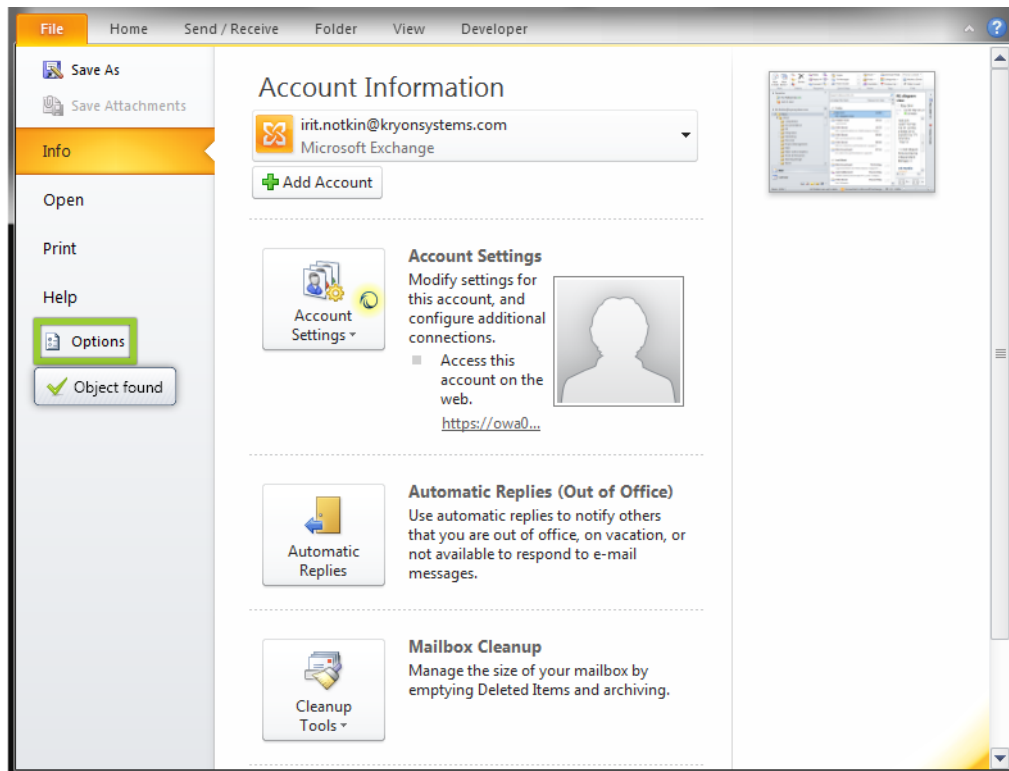 File Home Send / Receive Folder View Developer
Save As
Save Attachments
Info
Open
Print
Help
Options
Object found
Account Information
irit.notkin@kryonsystems.com
Microsoft Exchange
Add Account
Account
Settings
Account Settings
Modify settings for
this account, and
configure additional
connections.
Access this
account on the
web.
https://owa0...
Automatic
Replies
Automatic Replies (Out of Office)
Use automatic replies to notify others
that you are out of office, on vacation, or
not available to respond to e-mail
messages.
Cleanup
Tools
Mailbox Cleanup
Manage the size of your mailbox by
emptying Deleted Items and archiving.